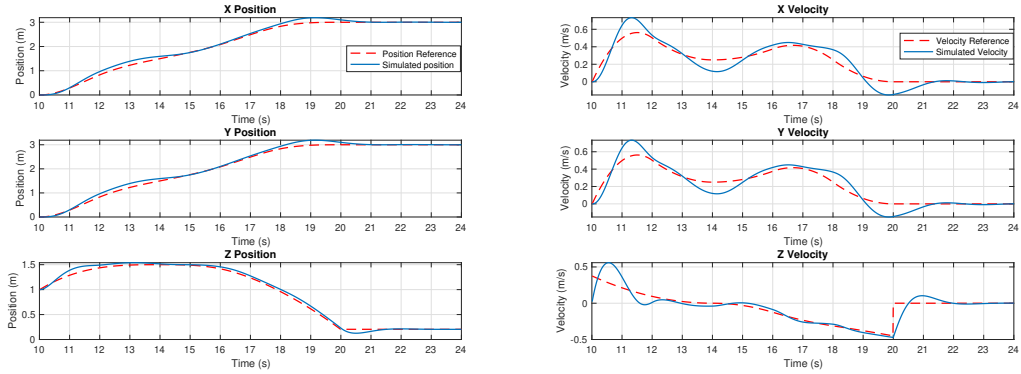 X Position
Position (m)
3
2
1
0
Position Reference
Simulated position
10 11 12 13 14 15 16 17 18 19 20 21 22 23 24
Time (s)
Y Position
Position (m)
3
2
1
0
10 11 12 13 14 15 16 17 18 19 20 21 22 23 24
Time (s)
Z Position
Position (m)
1.5
1
0.5
0
10 11 12 13 14 15 16 17 18 19 20 21 22 23 24
Time (s)
X Velocity
Velocity (m/s)
0.6
0.4
0.2
0
Velocity Reference
Simulated Velocity
10 11 12 13 14 15 16 17 18 19 20 21 22 23 24
Time (s)
Y Velocity
Velocity (m/s)
0.6
0.4
0.2
0
10 11 12 13 14 15 16 17 18 19 20 21 22 23 24
Time (s)
Z Velocity
Velocity (m/s)
0.5
0
-0.5
10 11 12 13 14 15 16 17 18 19 20 21 22 23 24
Time (s)